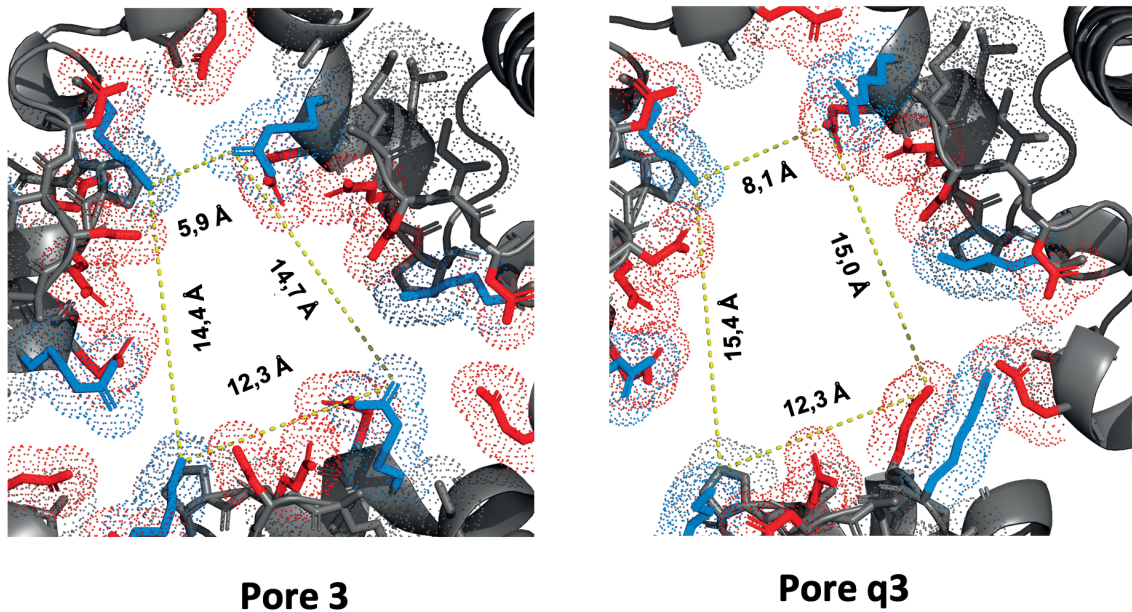 5,9 Å
14,7 Å
14,4 Å
12,3 Å
Pore 3
8,1 Å
15,0 Å
15,4 Å
12,3 Å
Pore q3